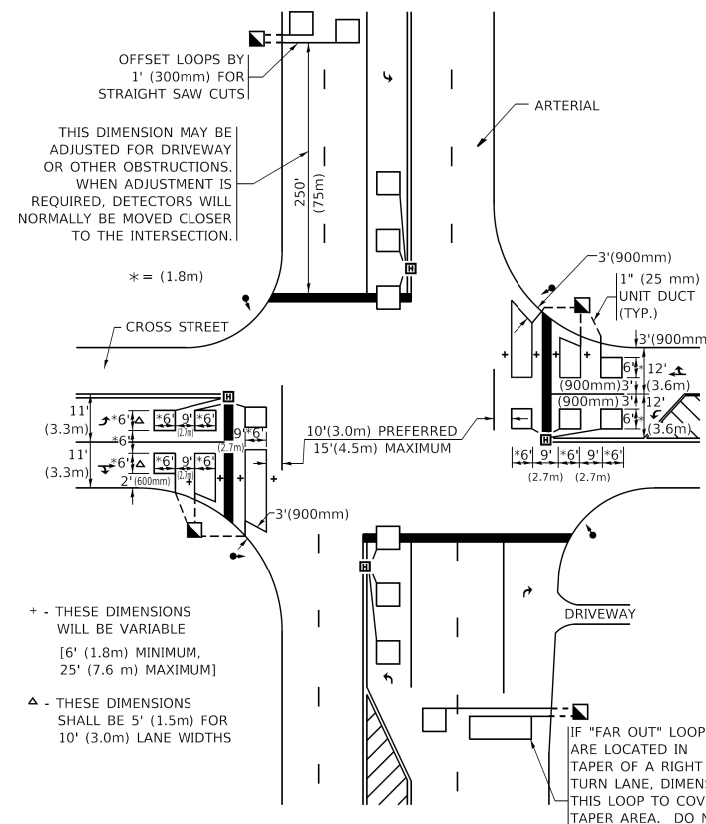 OFFSET LOOPS BY
1' (300mm) FOR
STRAIGHT SAW CUTS
THIS DIMENSION MAY BE
ADJUSTED FOR DRIVEWAY
OR OTHER OBSTRUCTIONS.
WHEN ADJUSTMENT IS
REQUIRED, DETECTORS WILL
NORMALLY BE MOVED CLOSER
TO THE INTERSECTION.
250'
(75m)
ARTERIAL
* = (1.8m)
3'(900mm)
1" (25 mm)
UNIT DUCT
(TYP.)
CROSS STREET
H
3'(900mm
+ + + +
6'* 12'
(900mm) 3' (3.6m)
(900mm) 3' 12'
6'* (3.6m)
H
H
11' *6' △ *6' 9' *6'
(3.3m) (2.7m)
*6' 9' *6'
(2.7m)
11' *6' △ *6' 9' *6'
(3.3m) (2.7m)
2' (600mm)
+ + +
10'(3.0m) PREFERRED
15'(4.5m) MAXIMUM
*6' 9' *6' 9' *6'
(2.7m) (2.7m)
3'(900mm)
H
DRIVEWAY
+ - THESE DIMENSIONS
WILL BE VARIABLE
[6' (1.8m) MINIMUM,
25' (7.6 m) MAXIMUM]
△ - THESE DIMENSIONS
SHALL BE 5' (1.5m) FOR
10' (3.0m) LANE WIDTHS
IF "FAR OUT" LOOP
ARE LOCATED IN
TAPER OF A RIGHT
TURN LANE, DIMENS
THIS LOOP TO COV
TAPER AREA. DO N